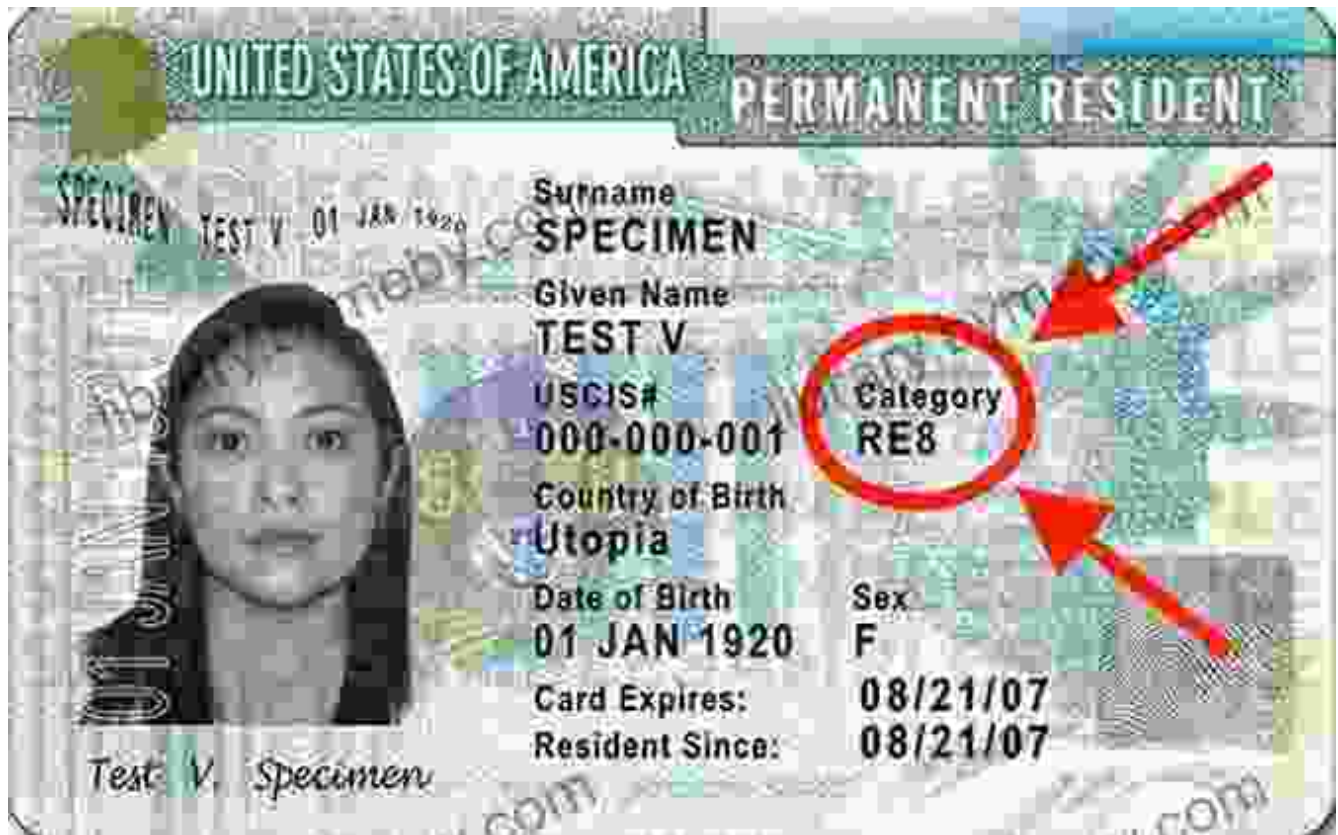 UNITED STATES OF AMERICA
PERMANENT RESIDENT
SPECIMEN TEST V 01 JAN 1920
Surname
SPECIMEN
Given Name
TEST V
USCIS# Category
000-000-001 RE8
Country of Birth
Utopia
Date of Birth Sex
01 JAN 1920 F
Card Expires: 08/21/07
Resident Since: 08/21/07
Test V. Specimen
01 JAN